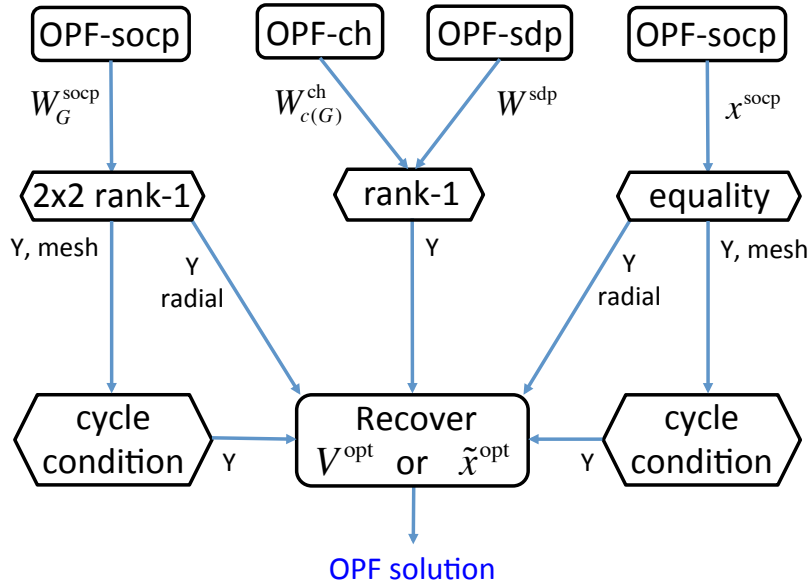 OPF-socp OPF-ch OPF-sdp OPF-socp
W_G^socp W_c(G)^ch W^sdp x^socp
2x2 rank-1 rank-1 equality
Y, mesh Y Y Y Y, mesh
radial radial
cycle condition
Y
Recover
V^opt or x̃^opt
Y
cycle condition
OPF solution